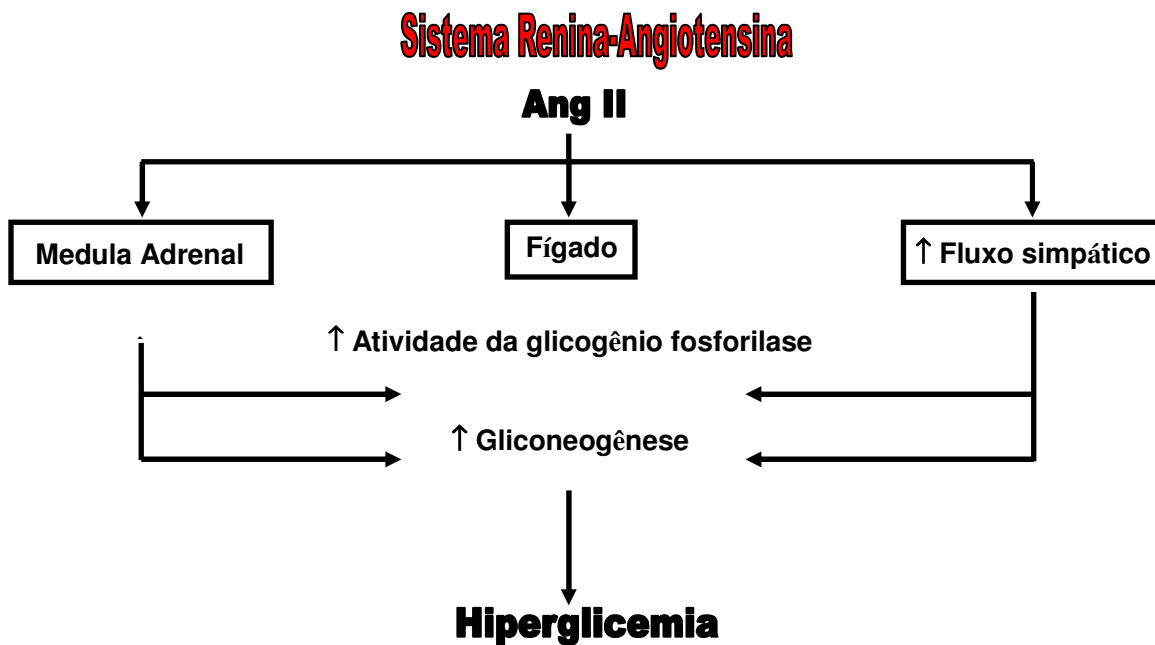 Sistema Renina-Angiotensina
Ang II
Medula Adrenal
Fígado
↑ Fluxo simpático
↑ Atividade da glicogênio fosforilase
↑ Gliconeogênese
Hiperglicemia